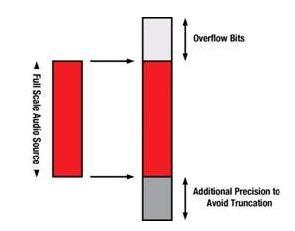 Overflow Bits
Full Scale Audio Source
Additional Precision to
Avoid Truncation